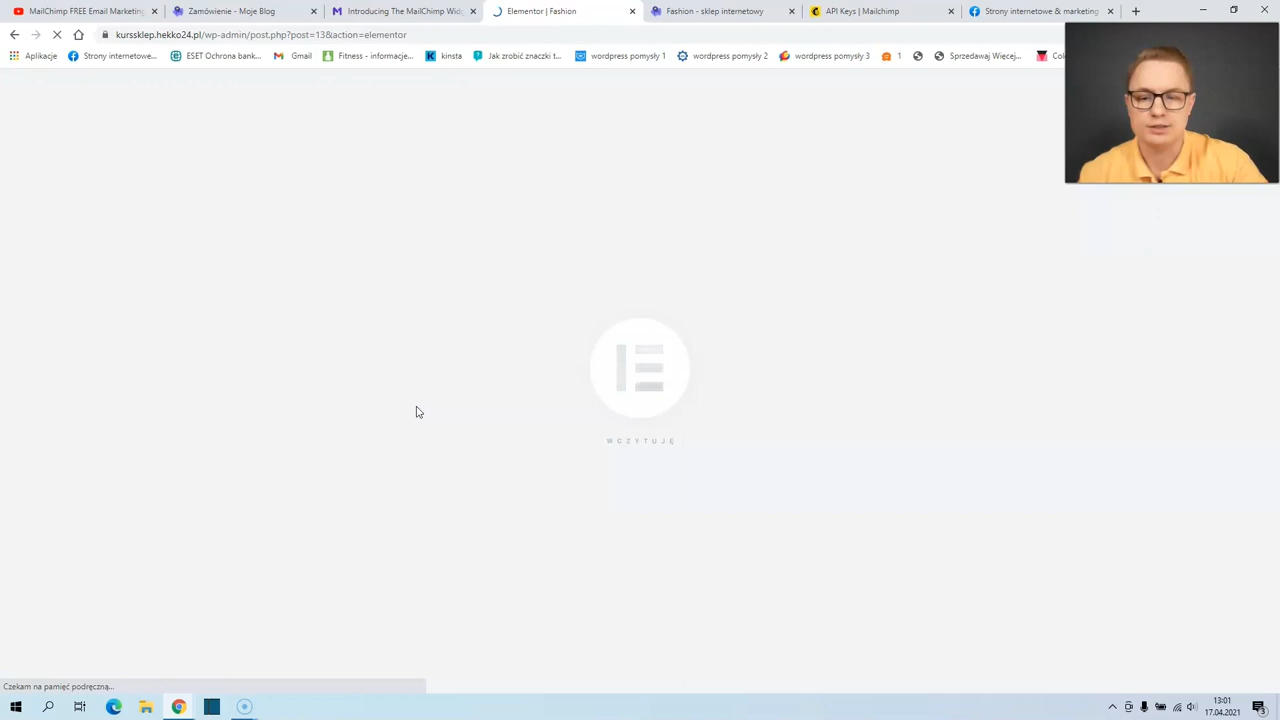 MailChimp FREE Email Marketing
Zamówienie - Moje Blog
Introducing The MailChimp Widg
Elementor | Fashion
Fashion - sklep internetowy
API Keys | Mailchimp
Strony internetowe & marketing
kurssklep.hekko24.pl/wp-admin/post.php?post=13&action=elementor
Aplikacje
Strony internetowe...
ESET Ochrona bank...
Gmail
Fitness - informacje...
kinsta
Jak zrobić znaczki t...
wordpress pomysły 1
wordpress pomysły 2
wordpress pomysły 3
1
Sprzedawaj Więcej...
Colo
WCZYTUJĘ
Czekam na pamięć podręczną...
13:01
17.04.2021
3